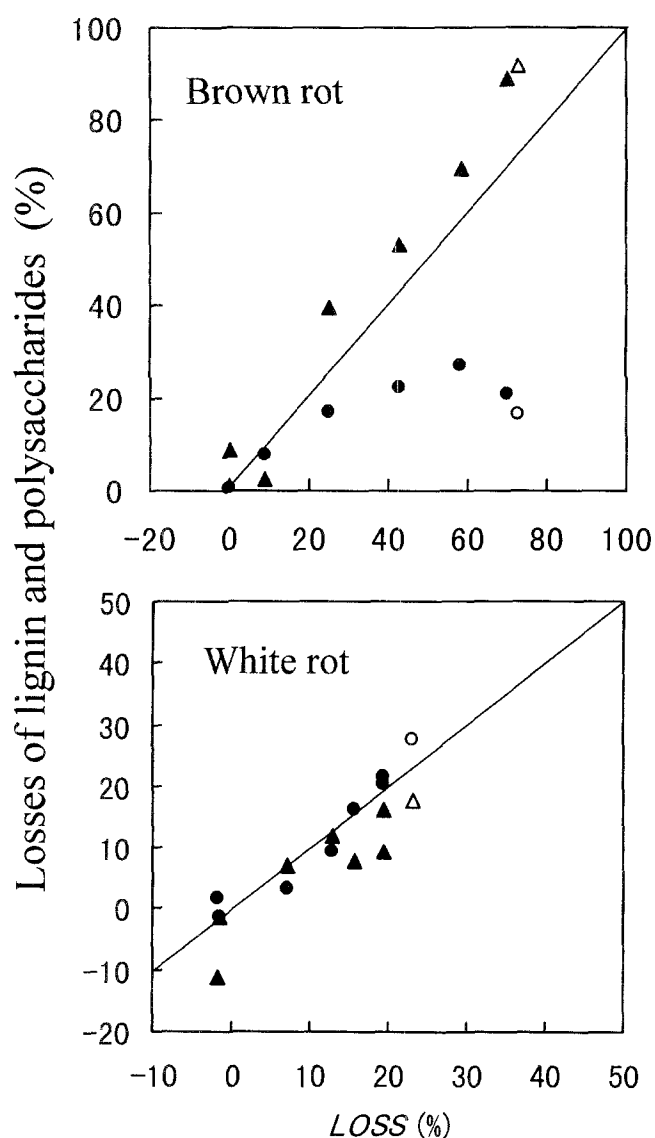 Losses of lignin and polysaccharides (%)
100
Brown rot
80
60
40
20
0
-20 0 20 40 60 80 100
50
White rot
40
30
20
10
0
-10
-20
-10 0 10 20 30 40 50
LOSS (%)